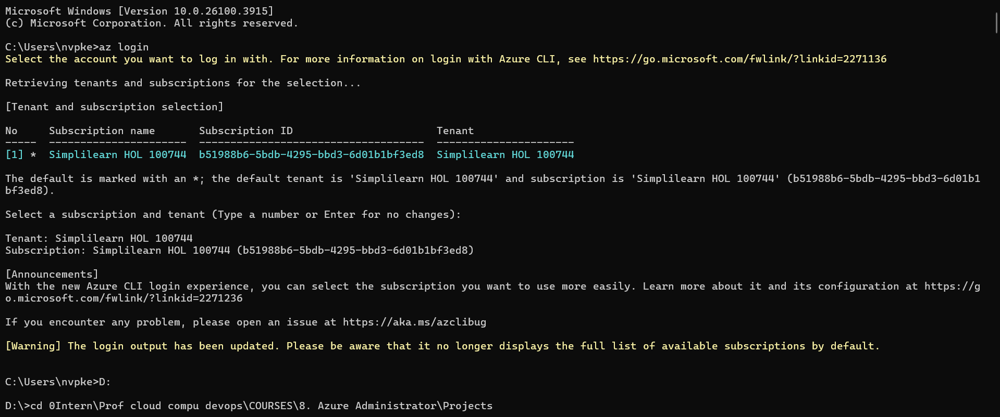 Microsoft Windows [Version 10.0.26100.3915]
(c) Microsoft Corporation. All rights reserved.
C:\Users\nvpke>az login
Select the account you want to log in with. For more information on login with Azure CLI, see https://go.microsoft.com/fwlink/?linkid=2271136
Retrieving tenants and subscriptions for the selection...
[Tenant and subscription selection]
No     Subscription name       Subscription ID                       Tenant
-----  ----------------------  ------------------------------------  ----------------------
[1] *  Simplilearn HOL 100744  b51988b6-5bdb-4295-bbd3-6d01b1bf3ed8  Simplilearn HOL 100744
The default is marked with an *; the default tenant is 'Simplilearn HOL 100744' and subscription is 'Simplilearn HOL 100744' (b51988b6-5bdb-4295-bbd3-6d01b1
bf3ed8).
Select a subscription and tenant (Type a number or Enter for no changes):
Tenant: Simplilearn HOL 100744
Subscription: Simplilearn HOL 100744 (b51988b6-5bdb-4295-bbd3-6d01b1bf3ed8)
[Announcements]
With the new Azure CLI login experience, you can select the subscription you want to use more easily. Learn more about it and its configuration at https://g
o.microsoft.com/fwlink/?linkid=2271236
If you encounter any problem, please open an issue at https://aka.ms/azclibug
[Warning] The login output has been updated. Please be aware that it no longer displays the full list of available subscriptions by default.
C:\Users\nvpke>D:
D:\>cd 0Intern\Prof cloud compu devops\COURSES\8. Azure Administrator\Projects